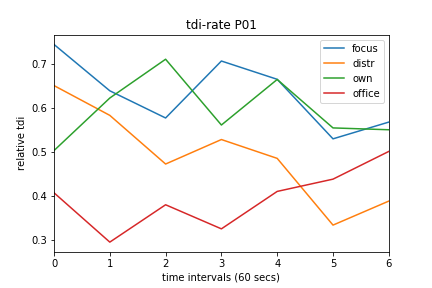 tdi-rate P01
focus
distr
own
office
relative tdi
0.7
0.6
0.5
0.4
0.3
0 1 2 3 4 5 6
time intervals (60 secs)